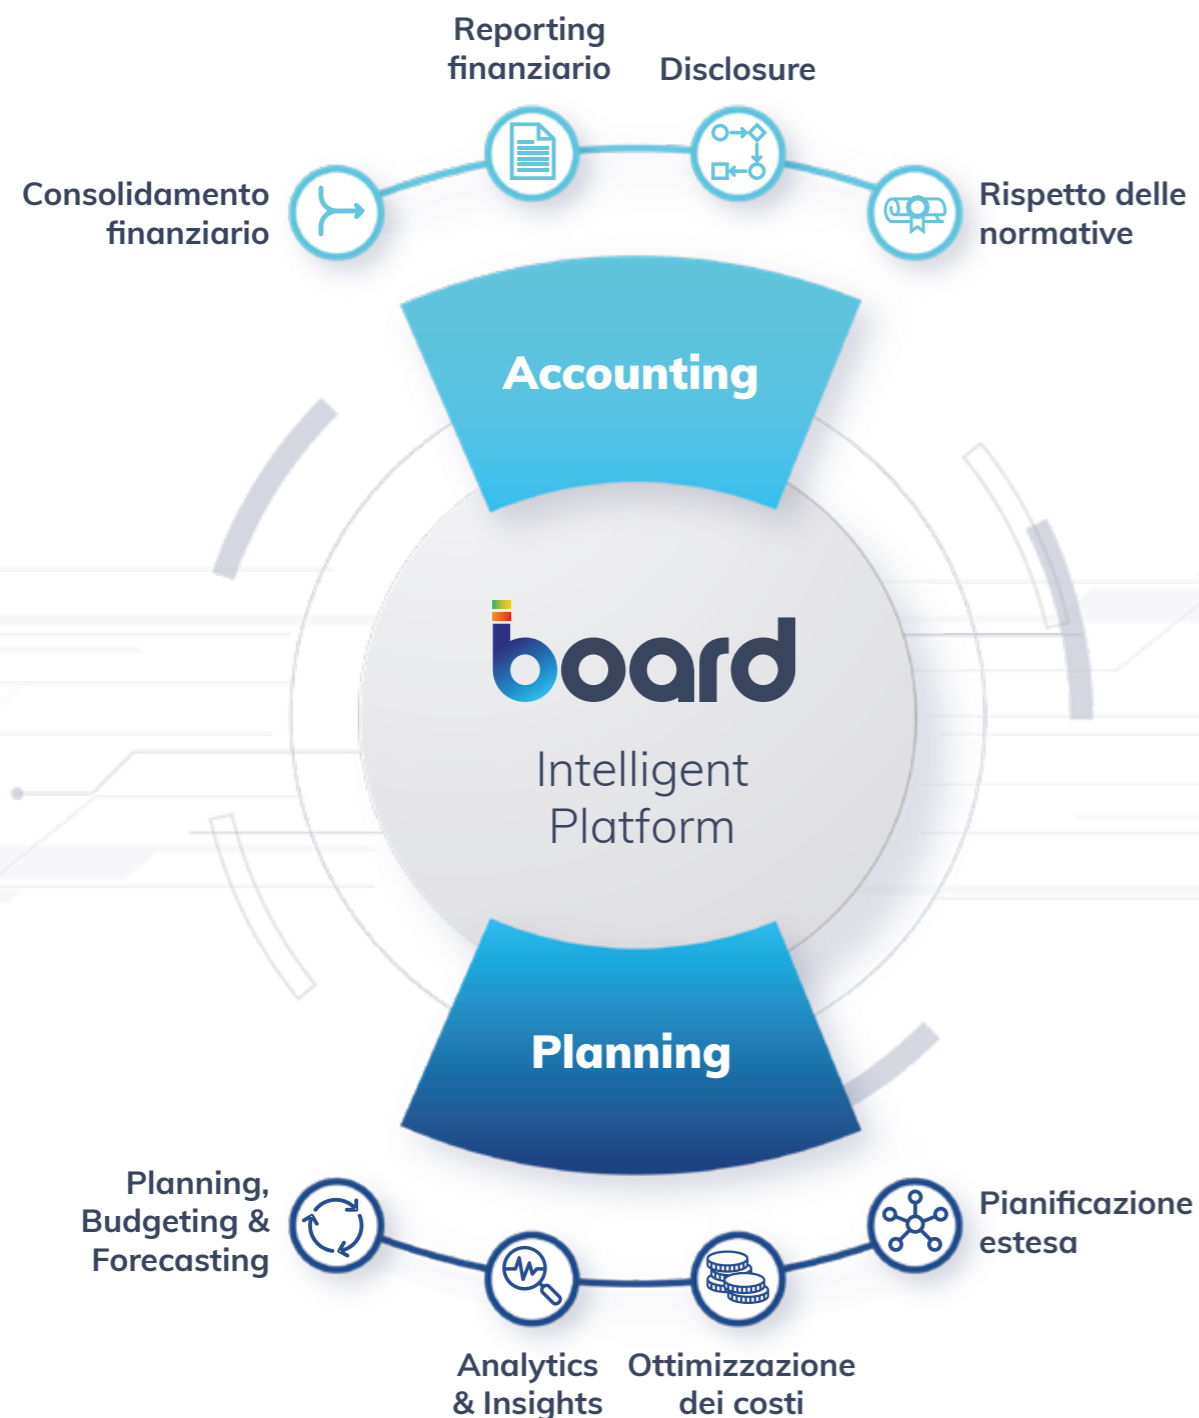 Reporting
finanziario
Disclosure
Consolidamento
finanziario
Rispetto delle
normative
Accounting
board
Intelligent
Platform
Planning
Planning,
Budgeting &
Forecasting
Pianificazione
estesa
Analytics
& Insights
Ottimizzazione
dei costi